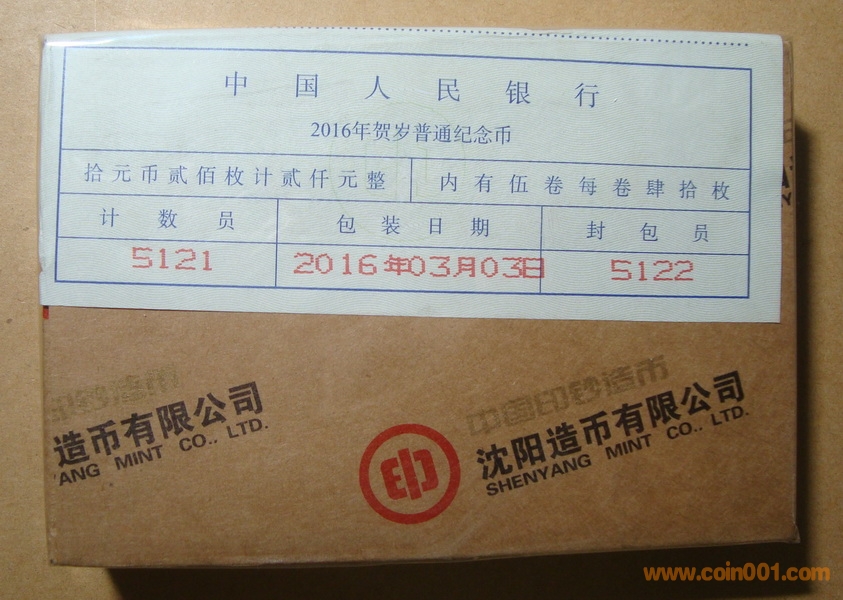 中国人民银行
2016年贺岁普通纪念币
拾元币贰佰枚计贰仟元整 内有伍卷每卷肆拾枚
计数员 包装日期 封包员
5121 2016年03月03日 5122
中国印钞造币
造币有限公司
ANG MINT CO., LTD.
沈阳造币有限公司
SHENYANG MINT CO., LTD.
www.coin001.com